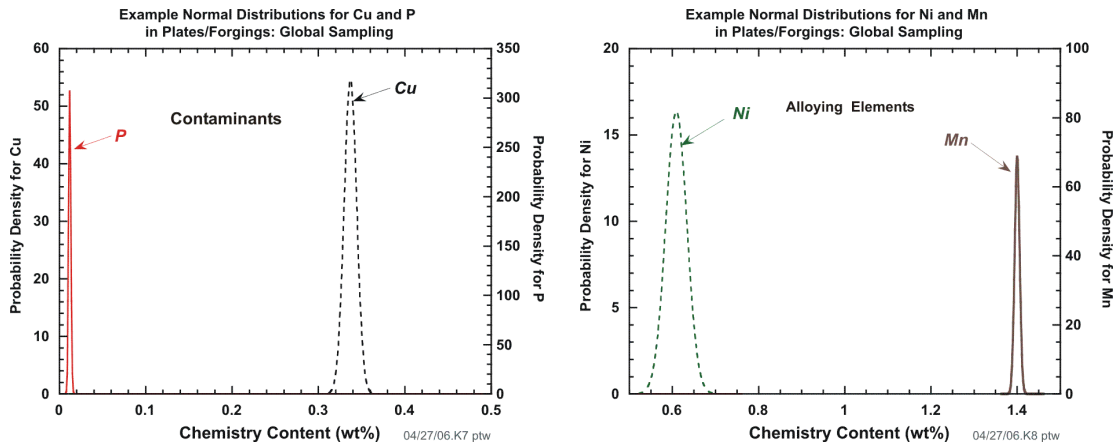 Example Normal Distributions for Cu and P
in Plates/Forgings: Global Sampling
60
50
40
30
20
10
0
Probability Density for Cu
350
300
250
200
150
100
50
0
Probability Density for P
P
Contaminants
Cu
0 0.1 0.2 0.3 0.4 0.5
Chemistry Content (wt%)
04/27/06.K7 ptw
Example Normal Distributions for Ni and Mn
in Plates/Forgings: Global Sampling
20
15
10
5
0
Probability Density for Ni
100
80
60
40
20
0
Probability Density for Mn
Ni
Alloying Elements
Mn
0.6 0.8 1 1.2 1.4
Chemistry Content (wt%)
04/27/06.K8 ptw